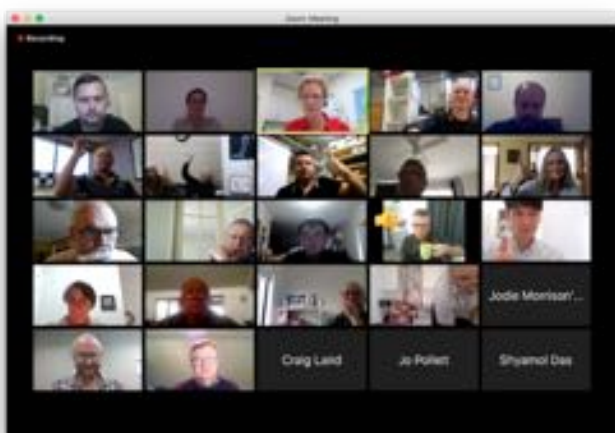 Zoom Meeting
Recording
Jodie Morrison'...
Craig Laird
Jo Pollett
Shyamol Das